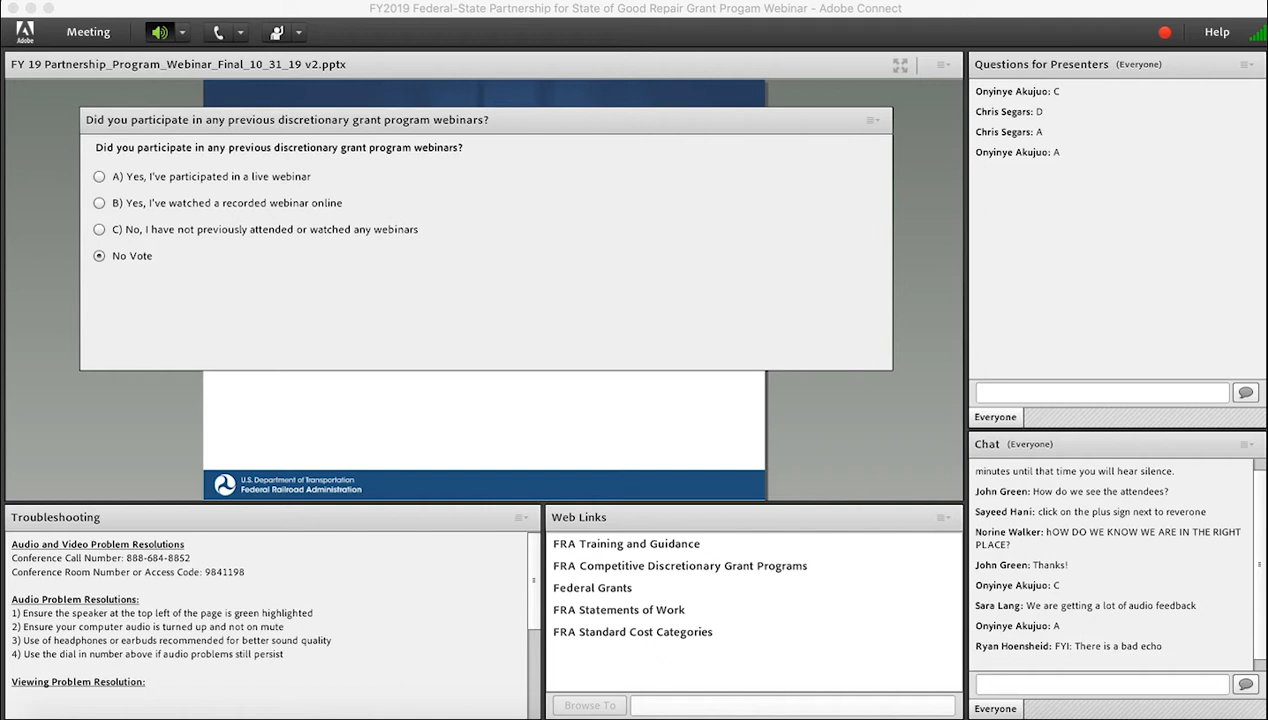 FY2019 Federal-State Partnership for State of Good Repair Grant Progam Webinar - Adobe Connect
Adobe
Meeting
Help
FY 19 Partnership_Program_Webinar_Final_10_31_19 v2.pptx
Did you participate in any previous discretionary grant program webinars?
Did you participate in any previous discretionary grant program webinars?
A) Yes, I've participated in a live webinar
B) Yes, I've watched a recorded webinar online
C) No, I have not previously attended or watched any webinars
No Vote
U.S. Department of Transportation
Federal Railroad Administration
Questions for Presenters (Everyone)
Onyinye Akujuo: C
Chris Segars: D
Chris Segars: A
Onyinye Akujuo: A
Everyone
Chat (Everyone)
minutes until that time you will hear silence.
John Green: How do we see the attendees?
Sayeed Hani: click on the plus sign next to reverone
Norine Walker: hOW DO WE KNOW WE ARE IN THE RIGHT
PLACE?
John Green: Thanks!
Onyinye Akujuo: C
Sara Lang: We are getting a lot of audio feedback
Onyinye Akujuo: A
Ryan Hoensheid: FYI: There is a bad echo
Everyone
Troubleshooting
Audio and Video Problem Resolutions
Conference Call Number: 888-684-8852
Conference Room Number or Access Code: 9841198
Audio Problem Resolutions:
1) Ensure the speaker at the top left of the page is green highlighted
2) Ensure your computer audio is turned up and not on mute
3) Use of headphones or earbuds recommended for better sound quality
4) Use the dial in number above if audio problems still persist
Viewing Problem Resolution:
Web Links
FRA Training and Guidance
FRA Competitive Discretionary Grant Programs
Federal Grants
FRA Statements of Work
FRA Standard Cost Categories
Browse To